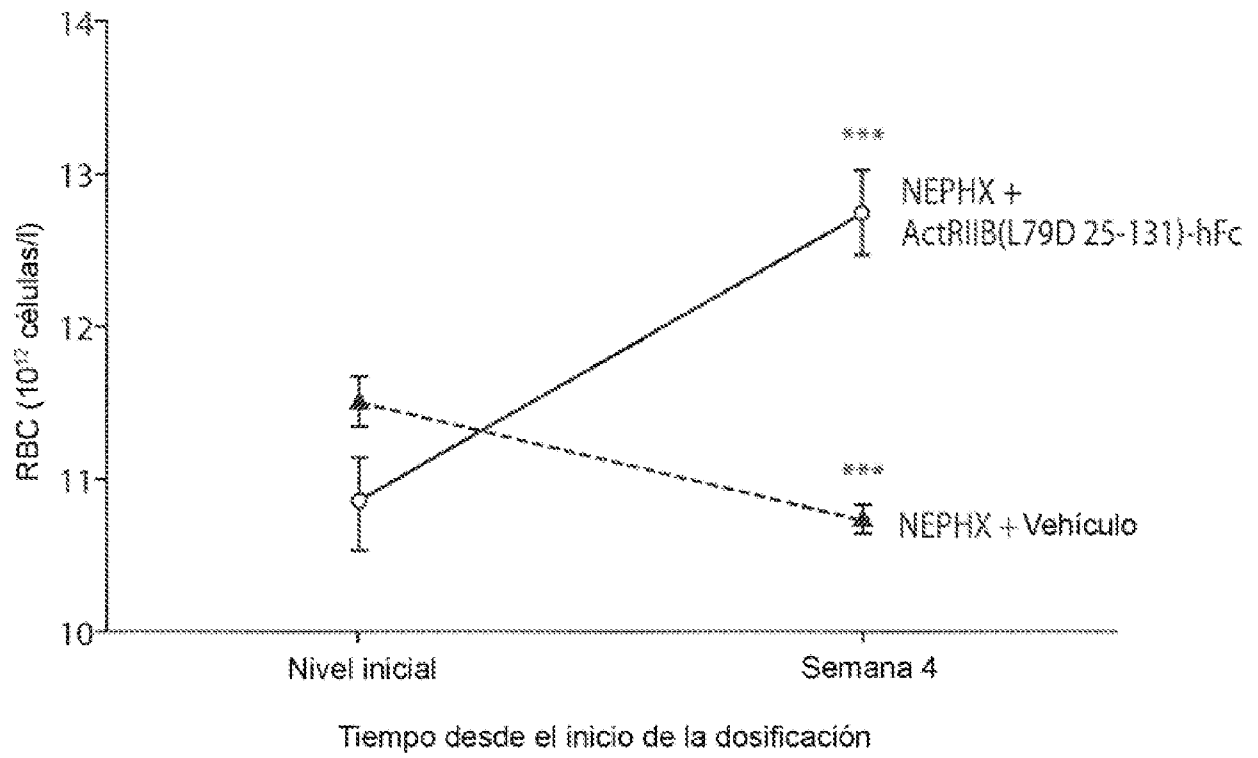 14
13
12
11
10
RBC (10¹² células/l)
***
NEPHX +
ActRIIB(L79D 25-131)-hFc
***
NEPHX + Vehículo
Nivel inicial
Semana 4
Tiempo desde el inicio de la dosificación